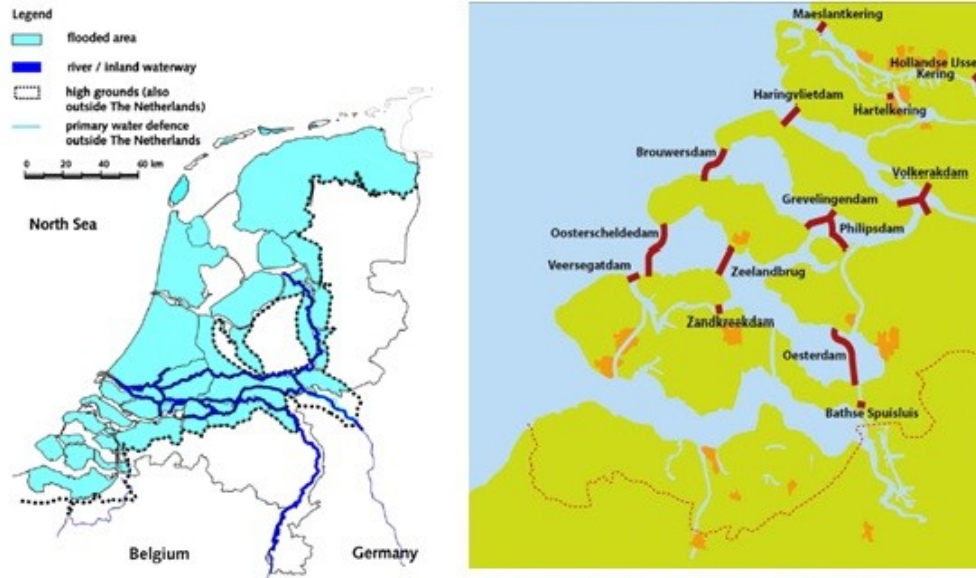 Legend
flooded area
river / inland waterway
high grounds (also
outside The Netherlands)
primary water defence
outside The Netherlands
0 20 40 60 km
North Sea
Belgium
Germany
Maeslantkering
Hollandse IJsse
Kering
Haringvlietdam
Hartelkering
Brouwersdam
Volkerakdam
Grevelingendam
Oosterscheldedam
Philipsdam
Veersegatdam
Zeelandbrug
Zandkreekdam
Oesterdam
Bathse Spuisluis